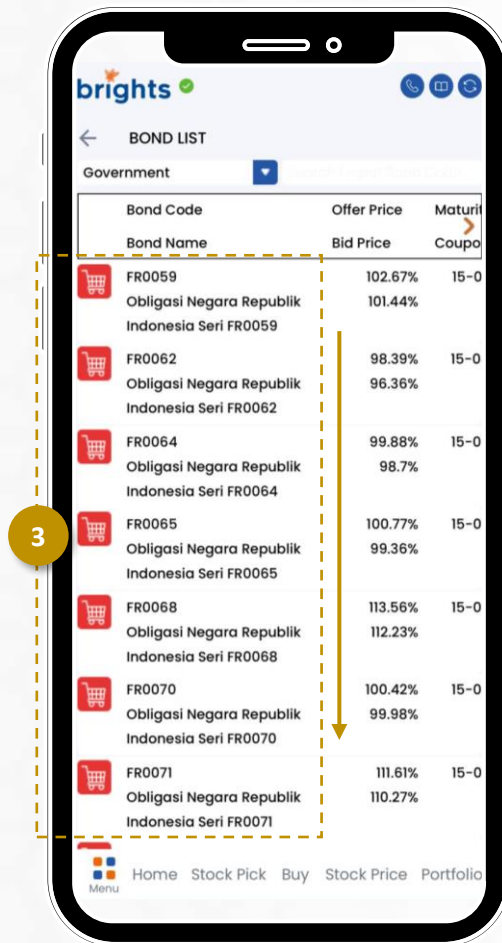 brights
BOND LIST
Government
Bond Code Offer Price Maturit
Bond Name Bid Price Coupo
FR0059 102.67% 15-0
Obligasi Negara Republik 101.44%
Indonesia Seri FR0059
FR0062 98.39% 15-0
Obligasi Negara Republik 96.36%
Indonesia Seri FR0062
FR0064 99.88% 15-0
Obligasi Negara Republik 98.7%
Indonesia Seri FR0064
3
FR0065 100.77% 15-0
Obligasi Negara Republik 99.36%
Indonesia Seri FR0065
FR0068 113.56% 15-0
Obligasi Negara Republik 112.23%
Indonesia Seri FR0068
FR0070 100.42% 15-0
Obligasi Negara Republik 99.98%
Indonesia Seri FR0070
FR0071 111.61% 15-0
Obligasi Negara Republik 110.27%
Indonesia Seri FR0071
Menu Home Stock Pick Buy Stock Price Portfolio